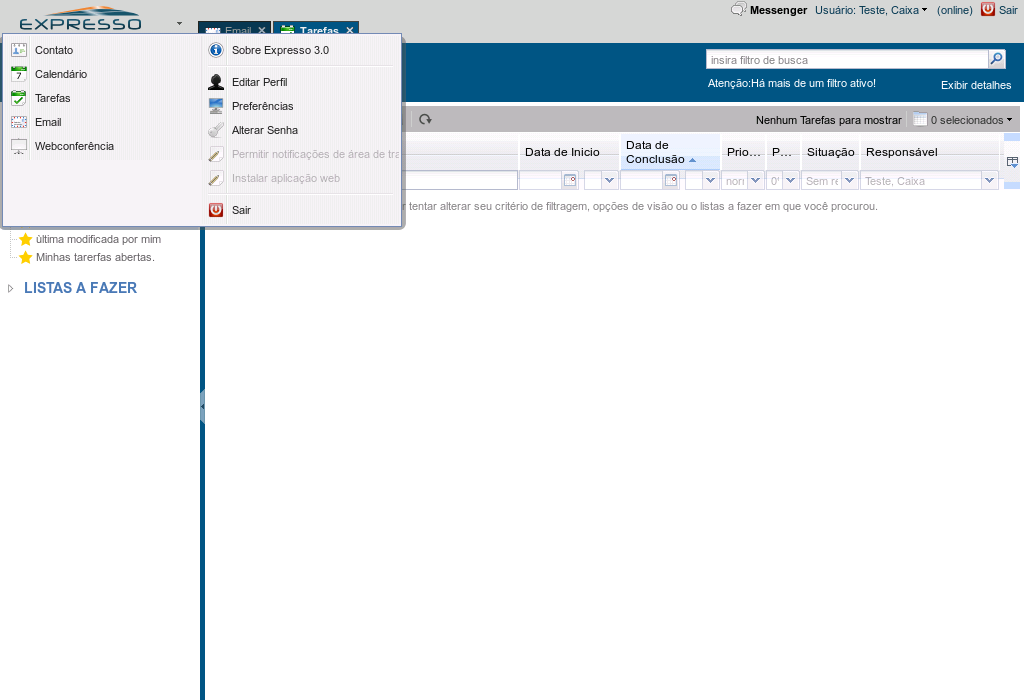 EXPRESSO
Email
Tarefas
Messenger
Usuário: Teste, Caixa
(online)
Sair
Contato
Calendário
Tarefas
Email
Webconferência
Sobre Expresso 3.0
Editar Perfil
Preferências
Alterar Senha
Permitir notificações de área de tra
Instalar aplicação web
Sair
insira filtro de busca
Atenção:Há mais de um filtro ativo!
Exibir detalhes
Nenhum Tarefas para mostrar
0 selecionados
Data de Inicio
Data de Conclusão
Prio...
P...
Situação
Responsável
Sem re
Teste, Caixa
r tentar alterar seu critério de filtragem, opções de visão ou o listas a fazer em que você procurou.
última modificada por mim
Minhas tarerfas abertas.
LISTAS A FAZER